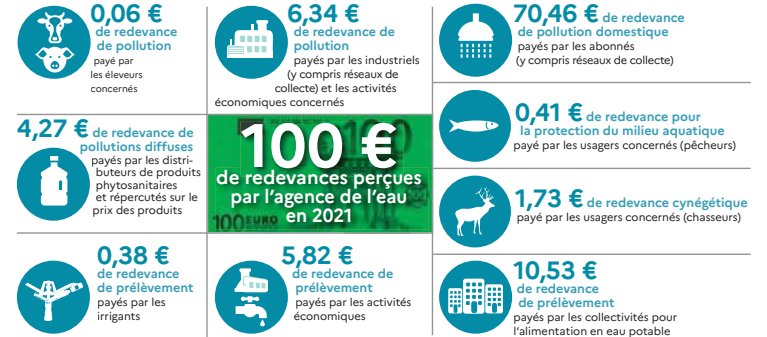 0,06 €
de redevance
de pollution
payé par
les éleveurs
concernés
6,34 €
de redevance de
pollution
payés par les industriels
(y compris réseaux de
collecte) et les activités
économiques concernés
70,46 € de redevance
de pollution domestique
payés par les abonnés
(y compris réseaux de collecte)
4,27 € de redevance de
pollutions diffuses
payés par les distri-
buteurs de produits
phytosanitaires
et répercutés sur le
prix des produits
100 €
de redevances perçues
par l’agence de l’eau
en 2021
100 EURO
100
0,41 € de redevance pour
la protection du milieu aquatique
payé par les usagers concernés (pêcheurs)
1,73 € de redevance cynégétique
payé par les usagers concernés (chasseurs)
0,38 €
de redevance
de prélèvement
payés par les
irrigants
5,82 €
de redevance de
prélèvement
payés par les activités
économiques
10,53 €
de redevance
de prélèvement
payés par les collectivités pour
l’alimentation en eau potable